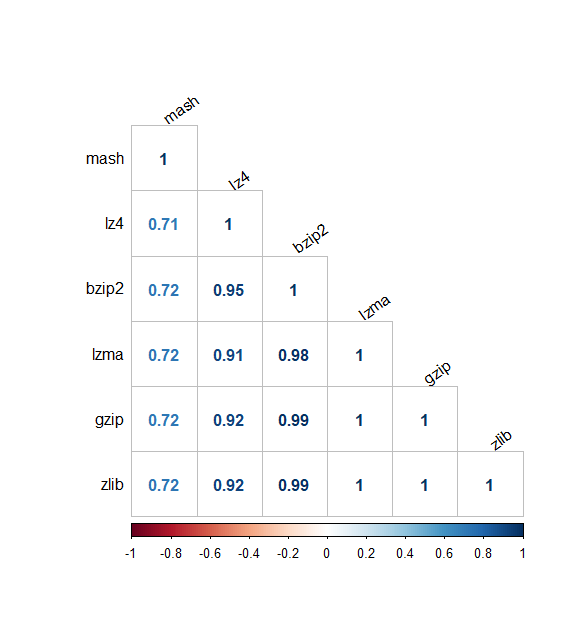 mash
mash 1
lz4
lz4 0.71 1
bzip2
bzip2 0.72 0.95 1
lzma
lzma 0.72 0.91 0.98 1
gzip
gzip 0.72 0.92 0.99 1 1
zlib
zlib 0.72 0.92 0.99 1 1 1
-1 -0.8 -0.6 -0.4 -0.2 0 0.2 0.4 0.6 0.8 1